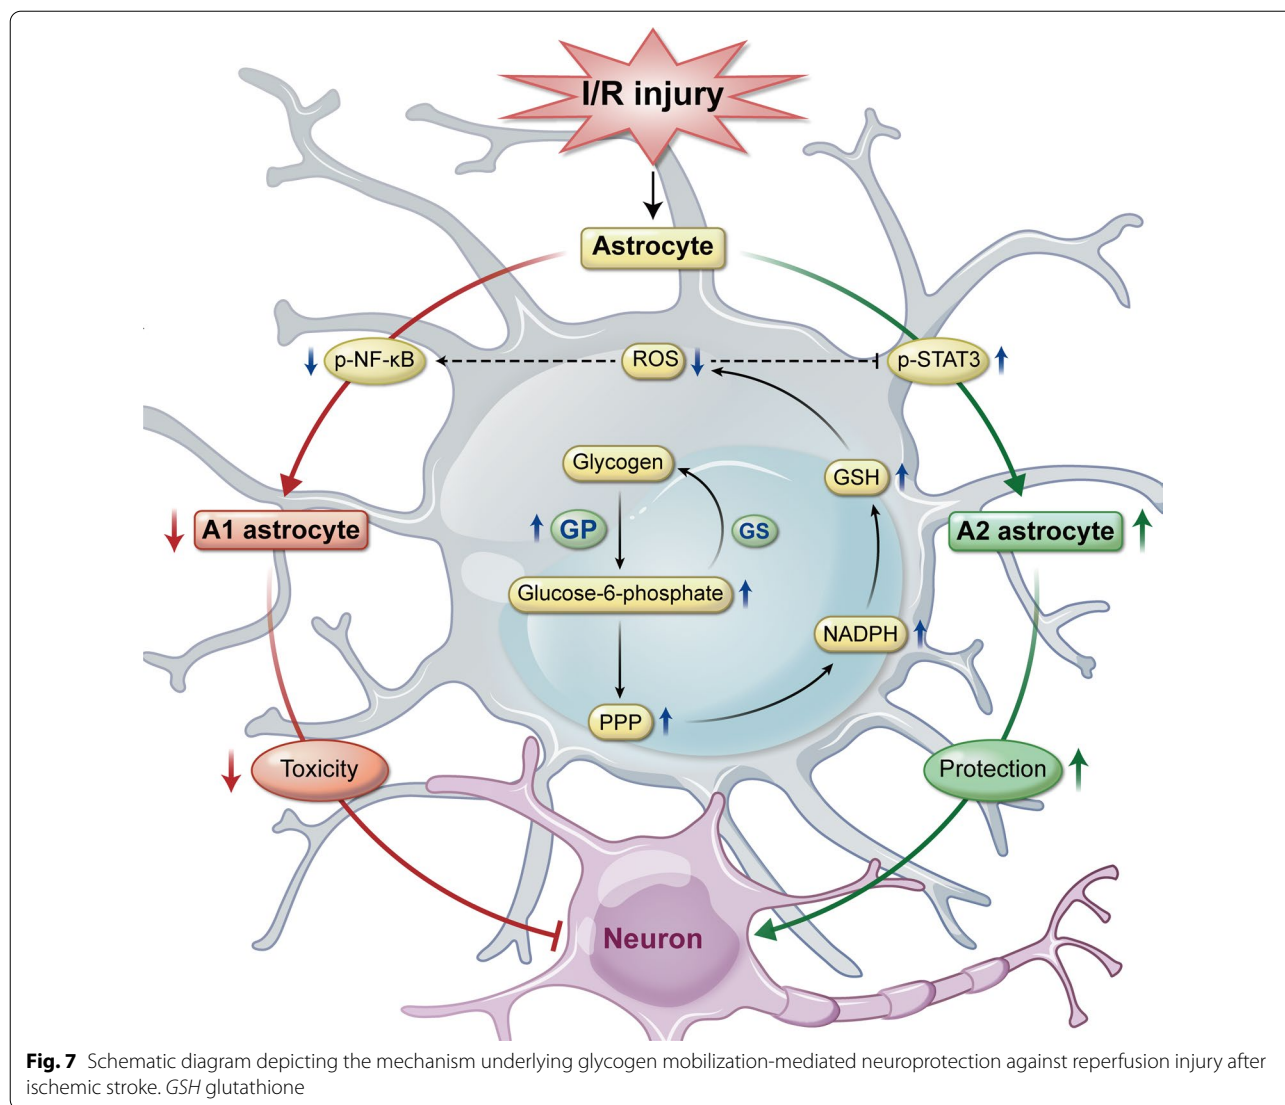 I/R injury
Astrocyte
p-NF-κB
ROS
p-STAT3
Glycogen
GSH
GP
GS
A1 astrocyte
A2 astrocyte
Glucose-6-phosphate
NADPH
PPP
Toxicity
Protection
Neuron
Fig. 7 Schematic diagram depicting the mechanism underlying glycogen mobilization-mediated neuroprotection against reperfusion injury after
ischemic stroke. GSH glutathione